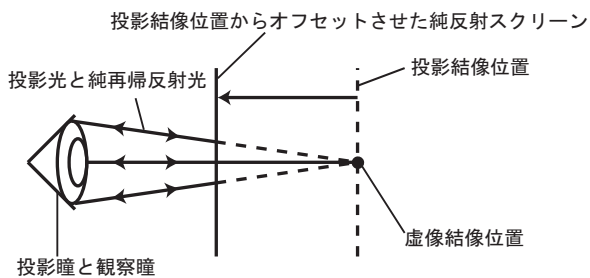 投影結像位置からオフセットさせた純反射スクリーン
投影結像位置
投影光と純再帰反射光
虚像結像位置
投影瞳と観察瞳